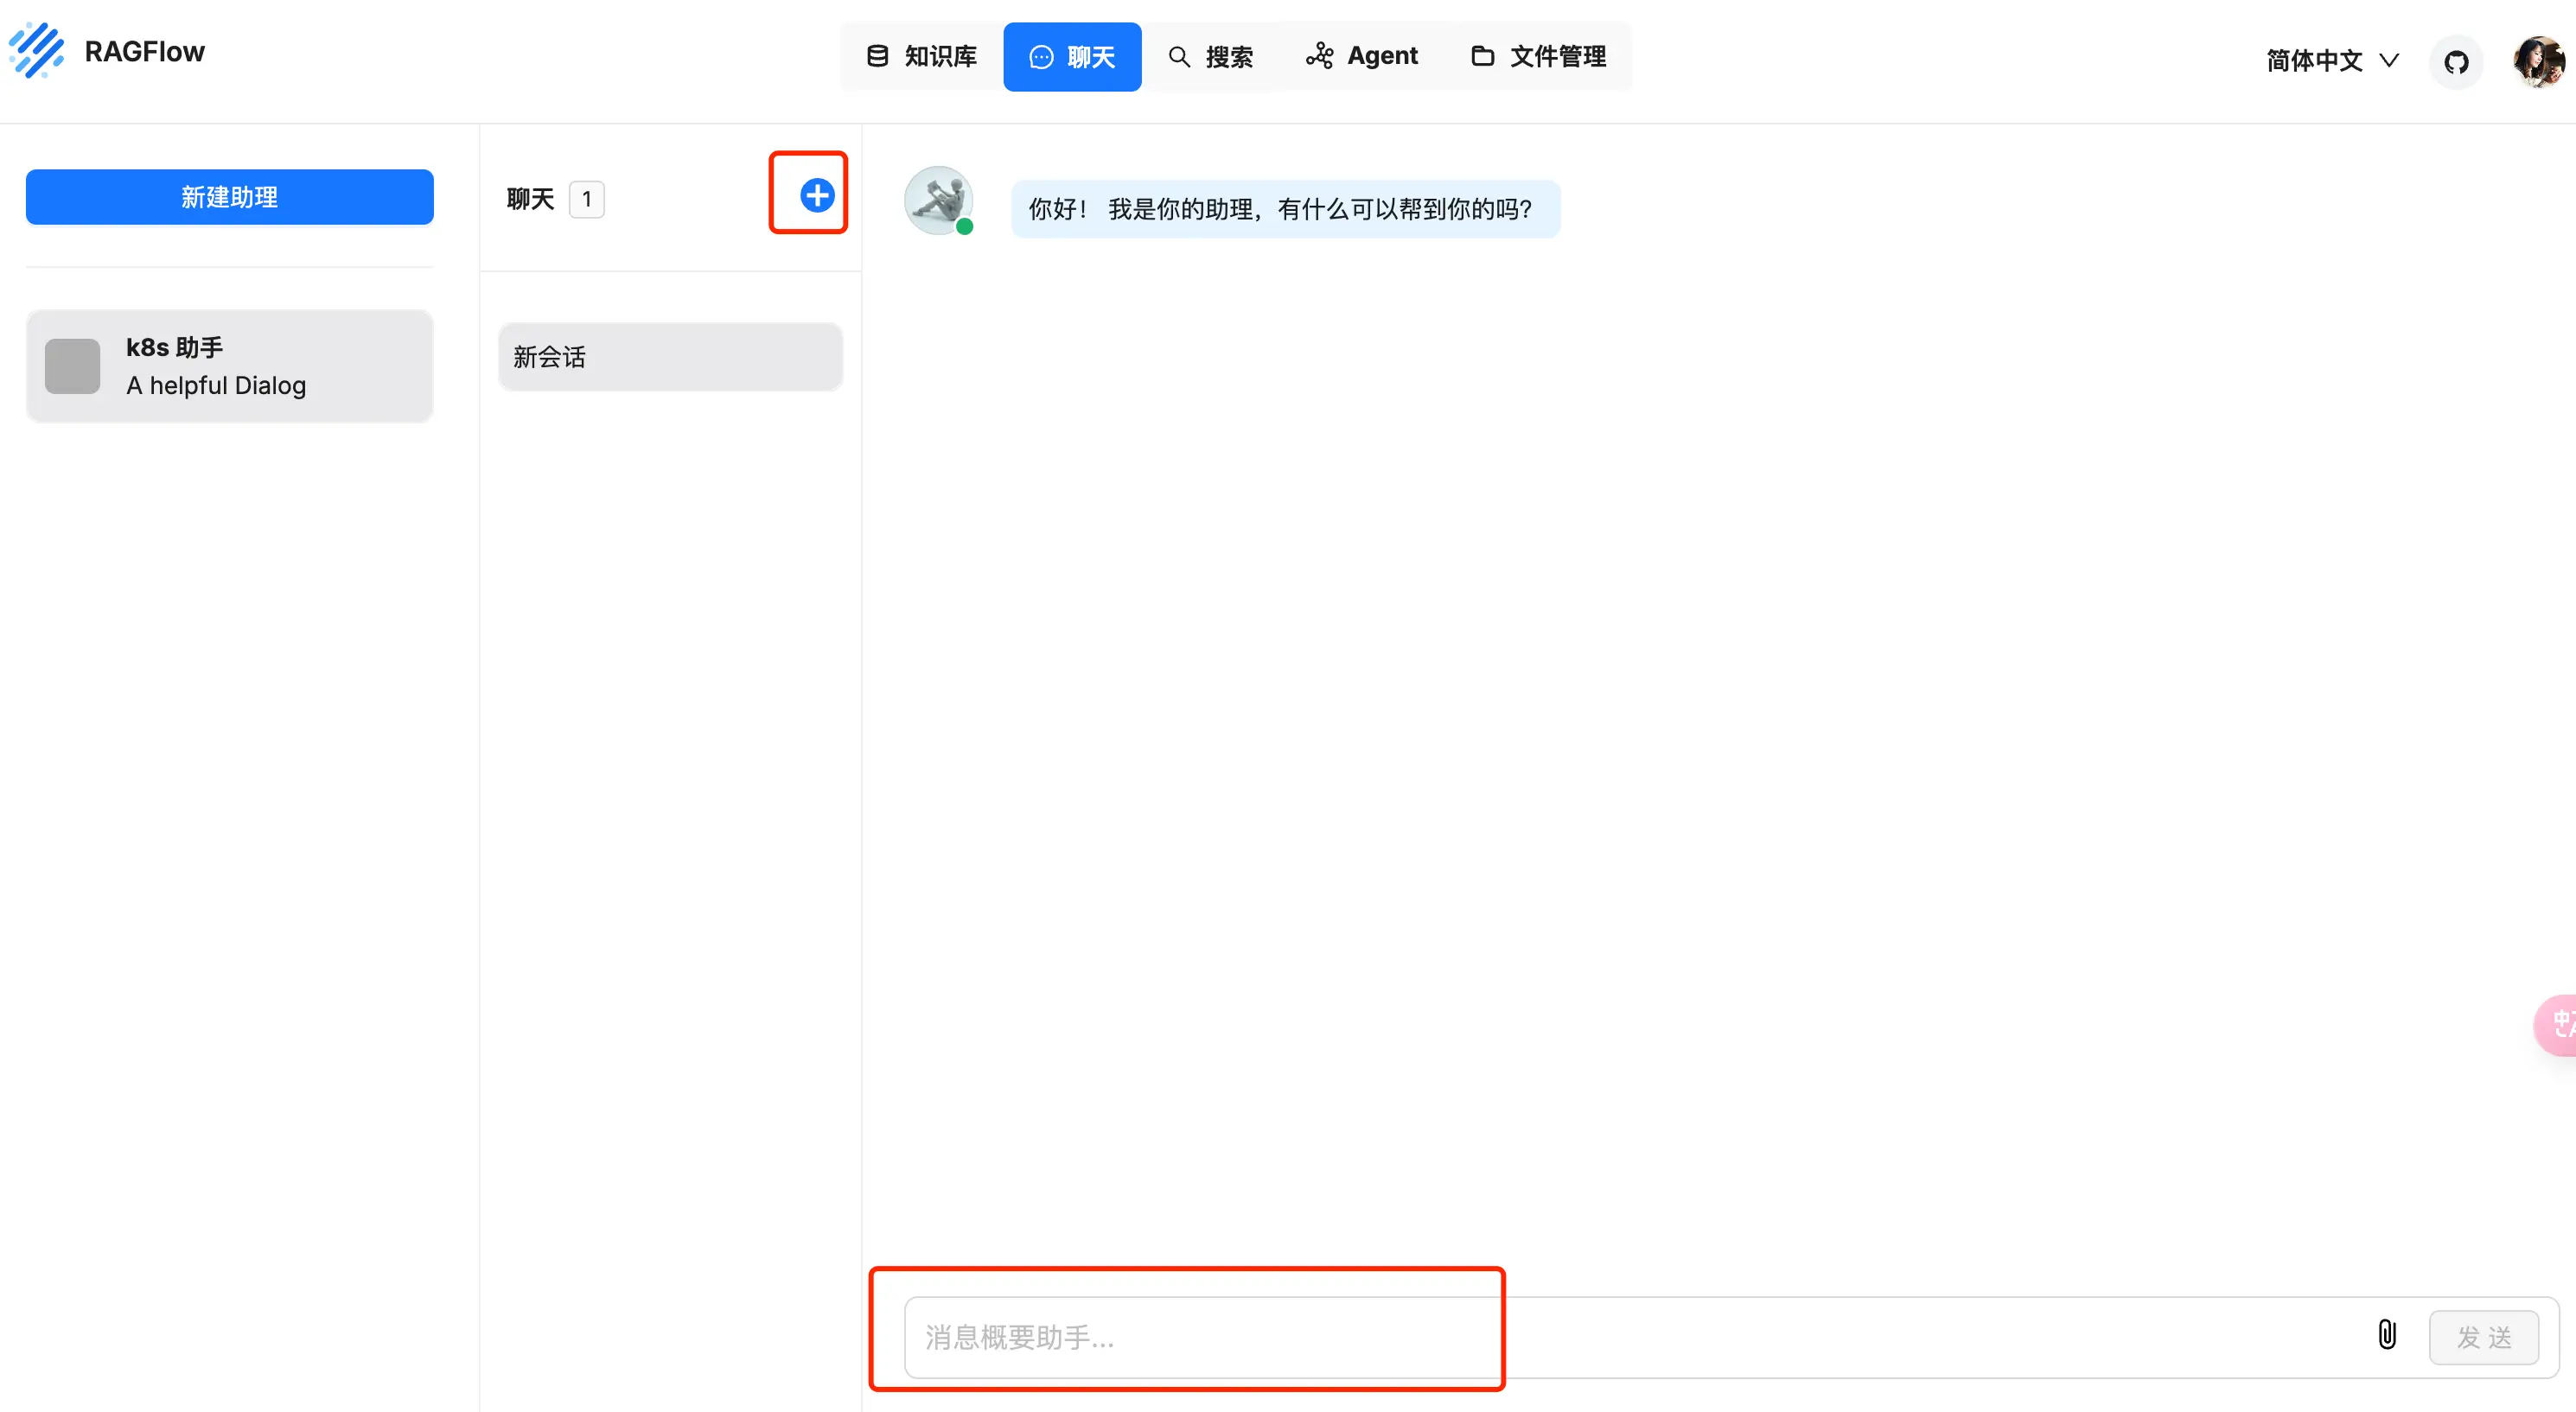 RAGFlow
知识库
聊天
搜索
Agent
文件管理
简体中文
新建助理
k8s 助手
A helpful Dialog
聊天 1
新会话
你好! 我是你的助理，有什么可以帮到你的吗?
消息概要助手...
发 送
中